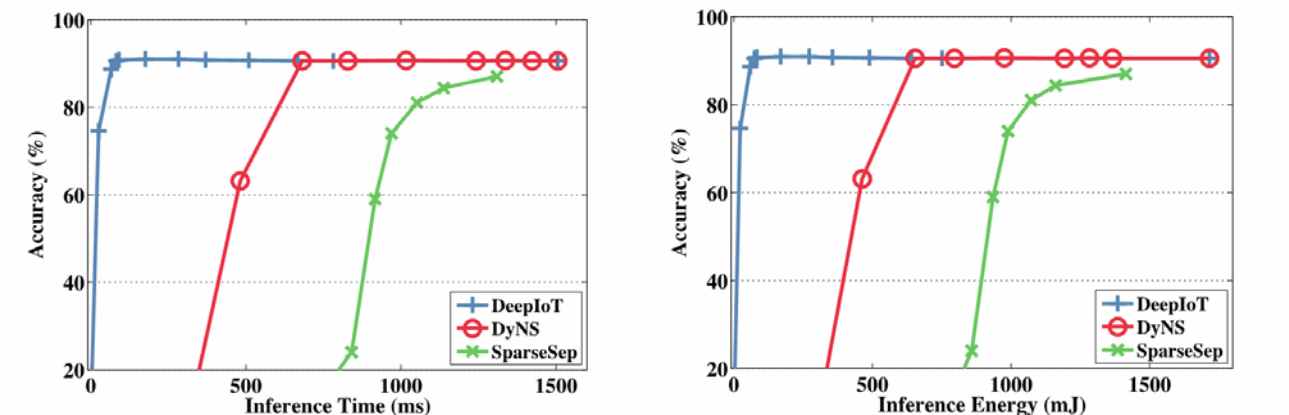 100
80
60
40
20
Accuracy (%)
0 500 1000 1500
Inference Time (ms)
DeepIoT
DyNS
SparseSep
100
80
60
40
20
Accuracy (%)
0 500 1000 1500
Inference Energy (mJ)
DeepIoT
DyNS
SparseSep